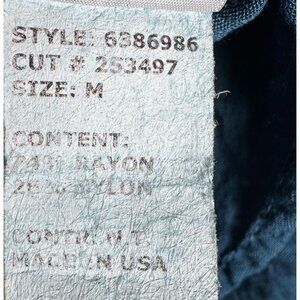 STYLE: 6386986
CUT # 253497
SIZE: M
CONTENT:
RAYON
NYLON
MADE IN USA